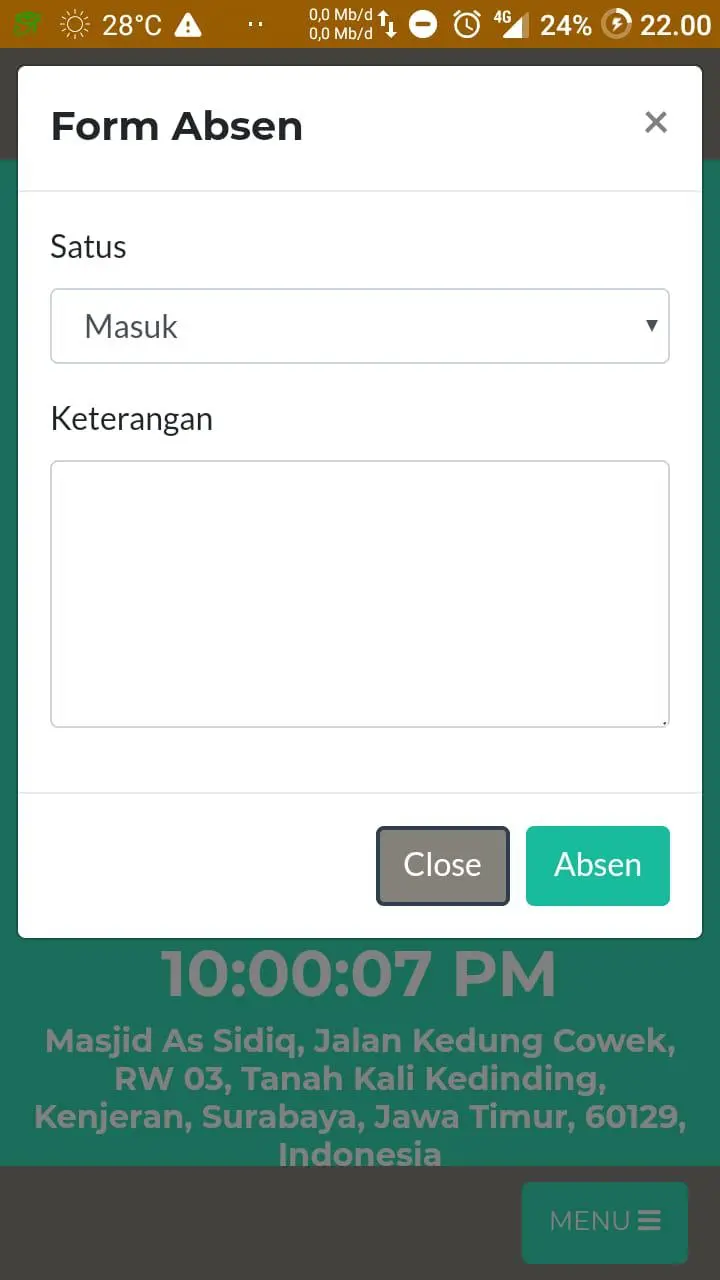 28°C
0,0 Mb/d
0,0 Mb/d
4G
24%
22.00
Form Absen
×
Satus
Masuk
Keterangan
Close
Absen
10:00:07 PM
Masjid As Sidiq, Jalan Kedung Cowek,
RW 03, Tanah Kali Kedinding,
Kenjeran, Surabaya, Jawa Timur, 60129,
Indonesia
MENU